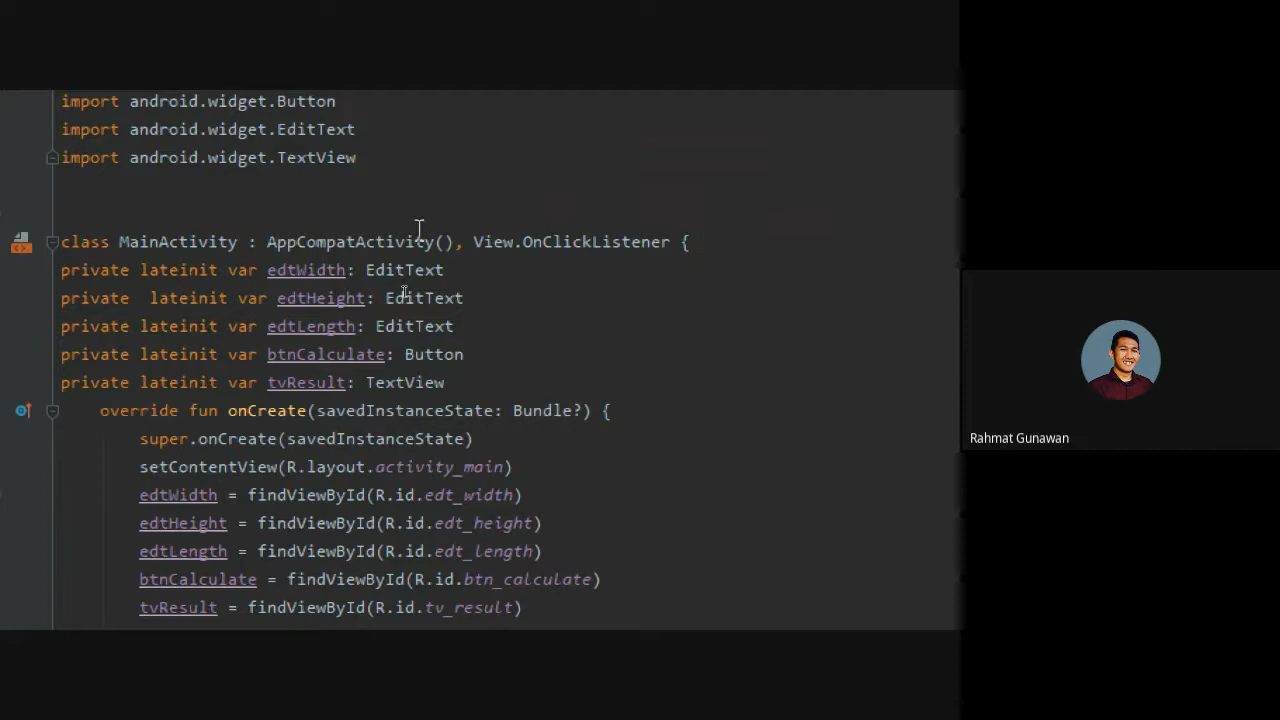 import android.widget.Button
import android.widget.EditText
import android.widget.TextView
class MainActivity : AppCompatActivity(), View.OnClickListener {
private lateinit var edtWidth: EditText
private  lateinit var edtHeight: EditText
private lateinit var edtLength: EditText
private lateinit var btnCalculate: Button
private lateinit var tvResult: TextView
override fun onCreate(savedInstanceState: Bundle?) {
super.onCreate(savedInstanceState)
setContentView(R.layout.activity_main)
edtWidth = findViewById(R.id.edt_width)
edtHeight = findViewById(R.id.edt_height)
edtLength = findViewById(R.id.edt_length)
btnCalculate = findViewById(R.id.btn_calculate)
tvResult = findViewById(R.id.tv_result)
Rahmat Gunawan